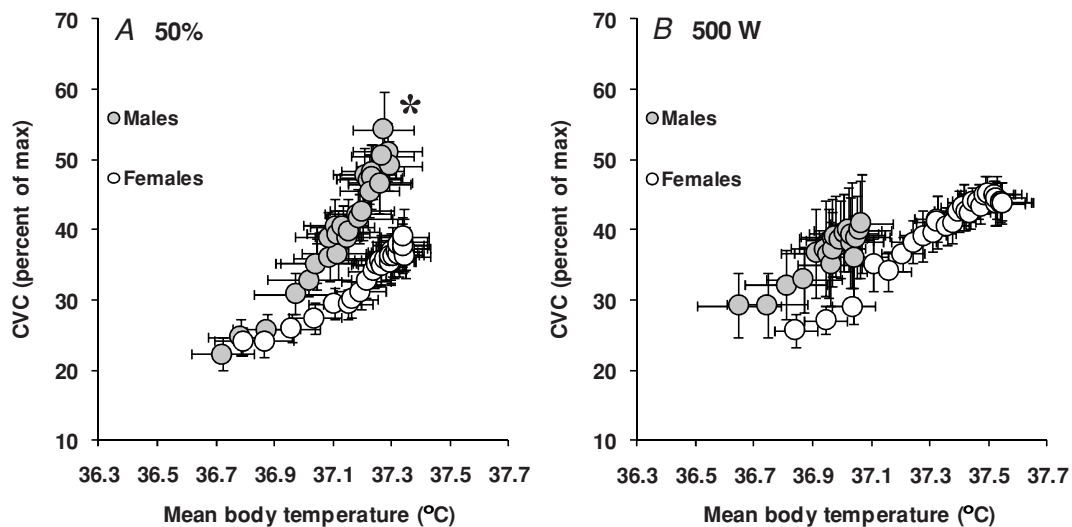 A 50%
CVC (percent of max)
70
60
50
40
30
20
10
Males
Females
*
36.5 36.7 36.9 37.1 37.3 37.5 37.7
Mean body temperature (°C)
B 500 W
CVC (percent of max)
70
60
50
40
30
20
10
Males
Females
36.3 36.5 36.7 36.9 37.1 37.3 37.5 37.7
Mean body temperature (°C)